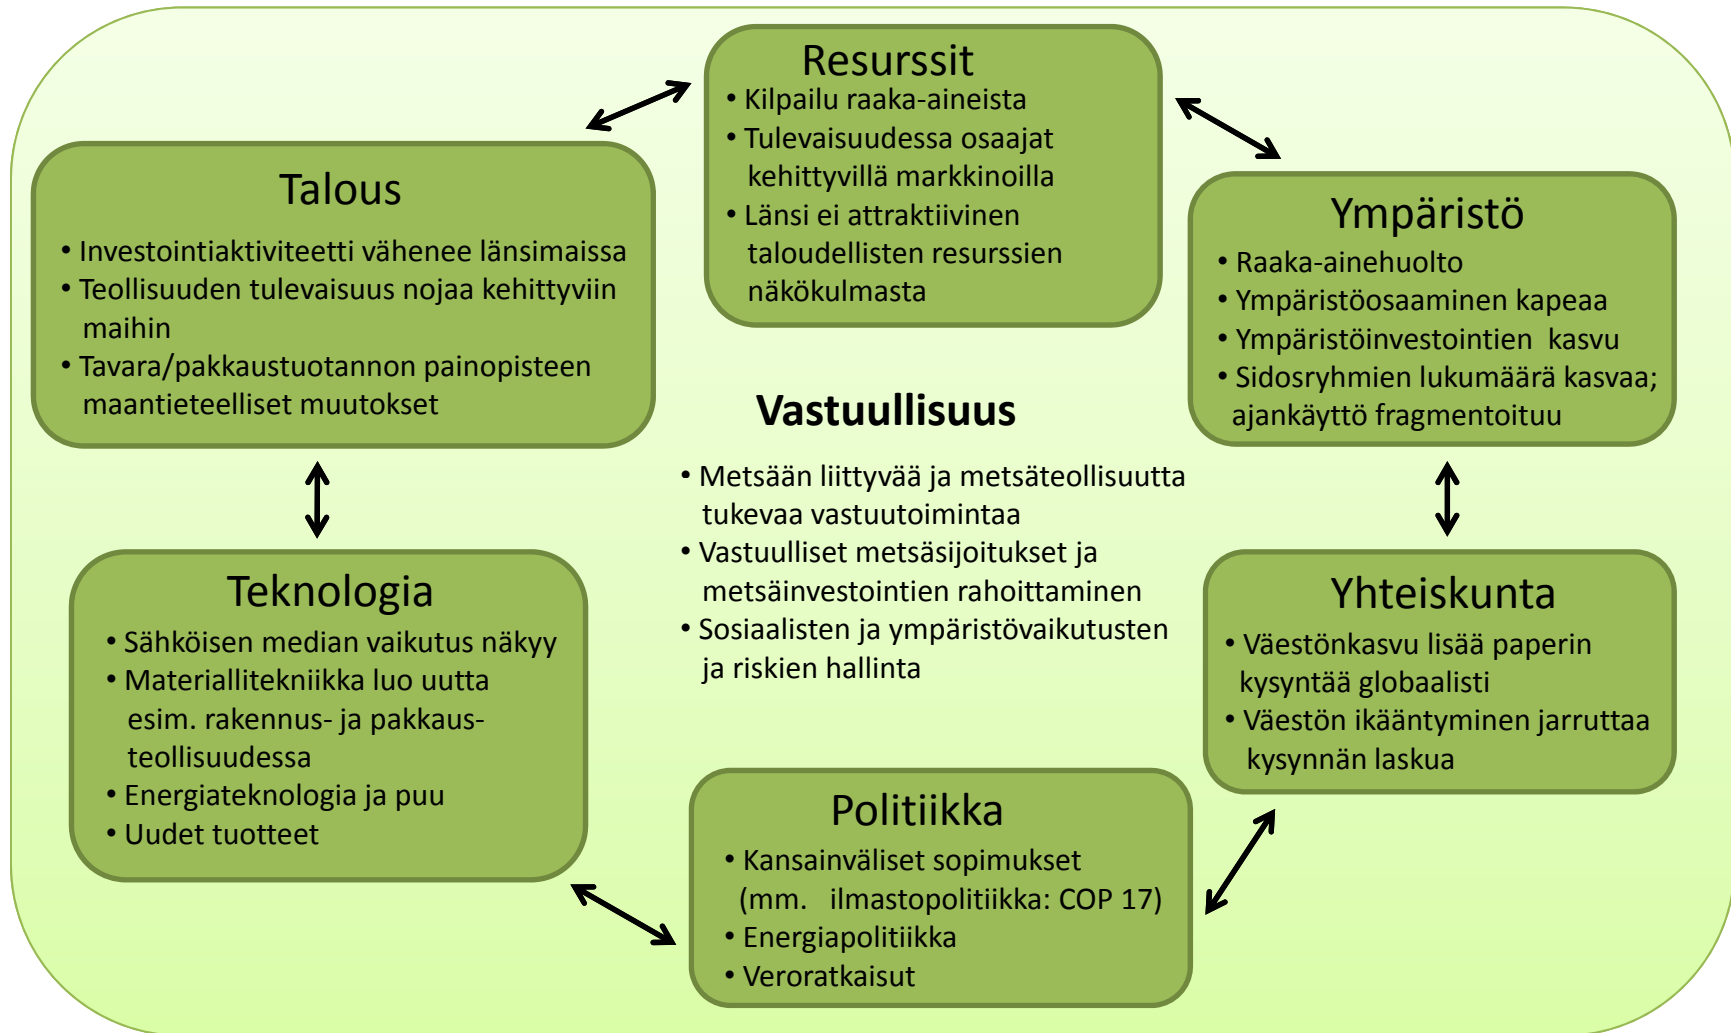 Resurssit
• Kilpailu raaka-aineista
• Tulevaisuudessa osaajat
kehittyvillä markkinoilla
• Länsi ei attraktiivinen
taloudellisten resurssien
näkökulmasta
Talous
• Investointiaktiviteetti vähenee länsimaissa
• Teollisuuden tulevaisuus nojaa kehittyviin
maihin
• Tavara/pakkaustuotannon painopisteen
maantieteelliset muutokset
Ympäristö
• Raaka-ainehuolto
• Ympäristöosaaminen kapeaa
• Ympäristöinvestointien kasvu
• Sidosryhmien lukumäärä kasvaa;
ajankäyttö fragmentoituu
Vastuullisuus
• Metsään liittyvää ja metsäteollisuutta
tukevaa vastuutoimintaa
• Vastuulliset metsäsijoitukset ja
metsäinvestointien rahoittaminen
• Sosiaalisten ja ympäristövaikutusten
ja riskien hallinta
Teknologia
• Sähköisen median vaikutus näkyy
• Materiallitekniikka luo uutta
esim. rakennus- ja pakkaus-
teollisuudessa
• Energiateknologia ja puu
• Uudet tuotteet
Yhteiskunta
• Väestönkasvu lisää paperin
kysyntää globaalisti
• Väestön ikääntyminen jarruttaa
kysynnän laskua
Politiikka
• Kansainväliset sopimukset
(mm. ilmastopolitiikka: COP 17)
• Energiapolitiikka
• Veroratkaisut